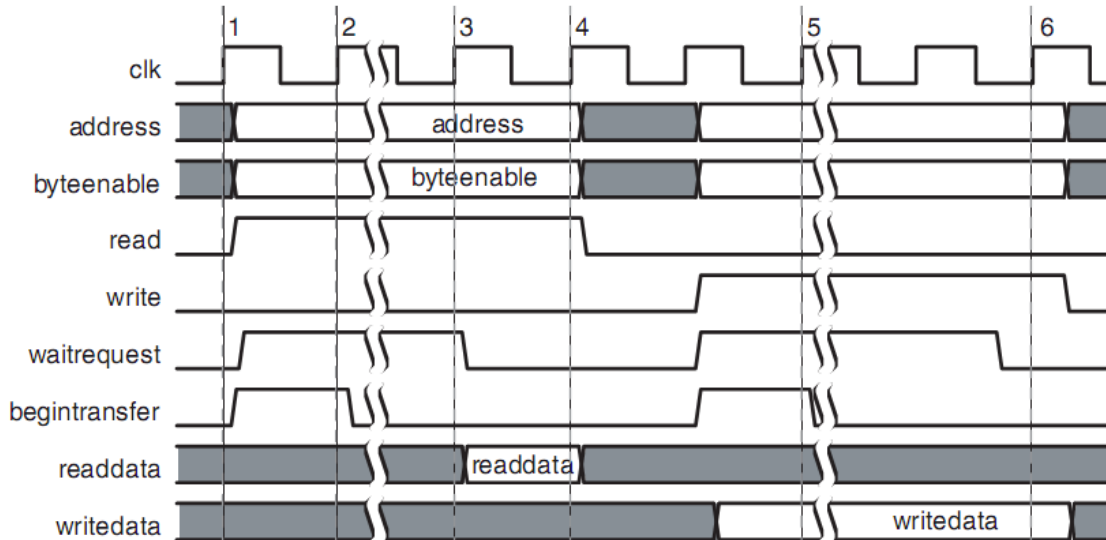 1 2 3 4 5 6
clk
address address
byteenable byteenable
read
write
waitrequest
begintransfer
readdata readdata
writedata writedata